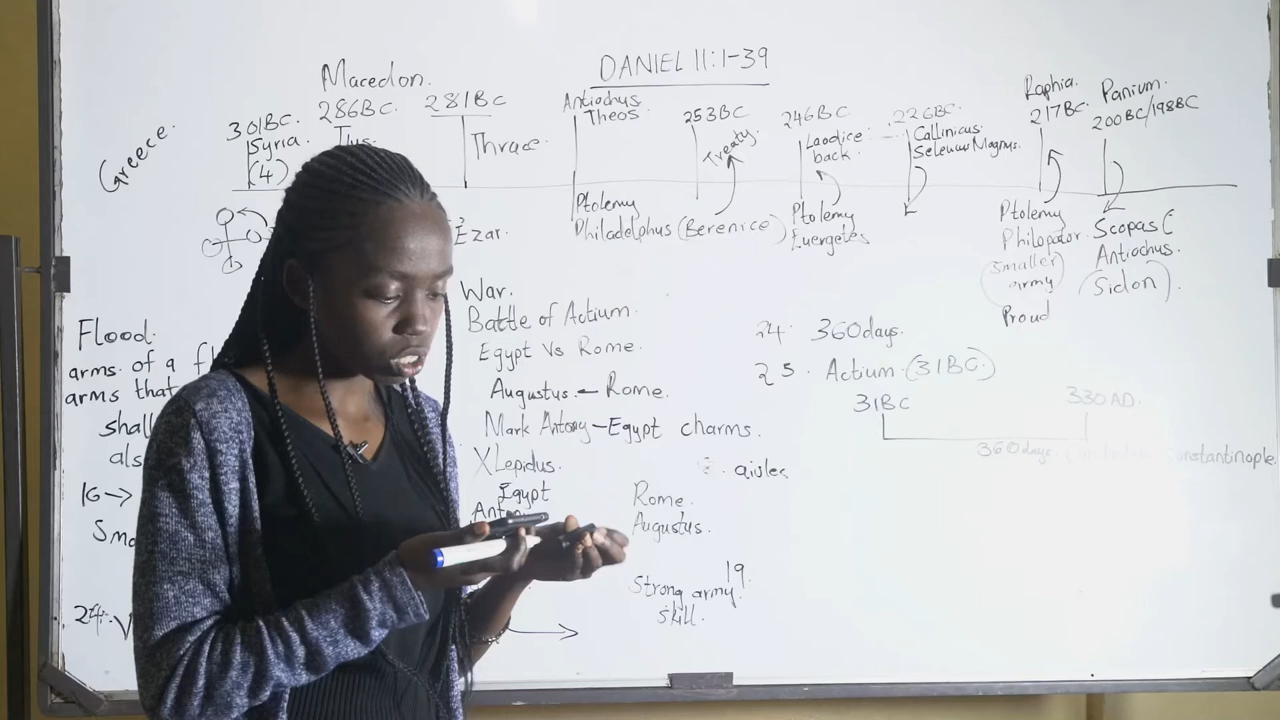 DANIEL 11:1-39
Greece.
301BC.
Syria.
(4)
Macedon.
286BC.
281BC
Thrace.
Antiochus
Theos
Ptolemy
Philadelphus (Berenice)
253BC
Treaty.
246BC
Laodice
back.
Ptolemy
Euergetes
226BC.
Callinicus.
Seleucus Magnus.
Raphia.
217BC.
Ptolemy
Philopator.
(smaller
army)
Proud
Panium.
200BC/198BC
Scopas (
Antiochus.
(Sidon).
Flood.
arms of a fl
arms that
shall
als
16→
Sma
24.
War.
Battle of Actium.
Egypt Vs Rome.
Augustus - Rome.
Mark Antony - Egypt charms.
X Lepidus.
Egypt
aisles
Rome.
Augustus.
19.
Strong army.
skill.
24. 360days.
25. Actium (31BC)
31BC
330AD.
360days.
Constantinople.